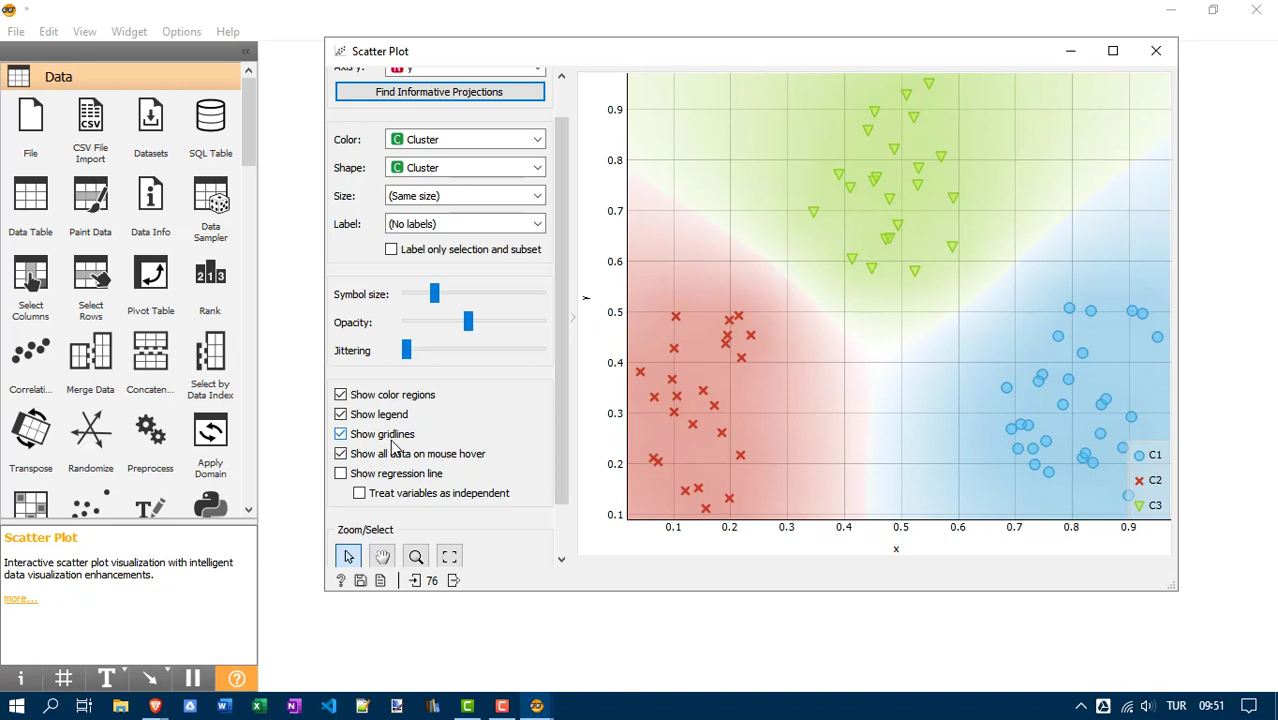 *
File Edit View Widget Options Help
Data
File
CSV File Import
Datasets
SQL Table
Data Table
Paint Data
Data Info
Data Sampler
Select Columns
Select Rows
Pivot Table
Rank
Correlati...
Merge Data
Concaten...
Select by Data Index
Transpose
Randomize
Preprocess
Apply Domain
Scatter Plot
Interactive scatter plot visualization with intelligent
data visualization enhancements.
more...
Scatter Plot
Axis y: N y
Find Informative Projections
Color: C Cluster
Shape: C Cluster
Size: (Same size)
Label: (No labels)
Label only selection and subset
Symbol size:
Opacity:
Jittering
Show color regions
Show legend
Show gridlines
Show all data on mouse hover
Show regression line
Treat variables as independent
Zoom/Select
76
y
0.9
0.8
0.7
0.6
0.5
0.4
0.3
0.2
0.1
0.1 0.2 0.3 0.4 0.5 0.6 0.7 0.8 0.9
x
C1
C2
C3
TUR 09:51